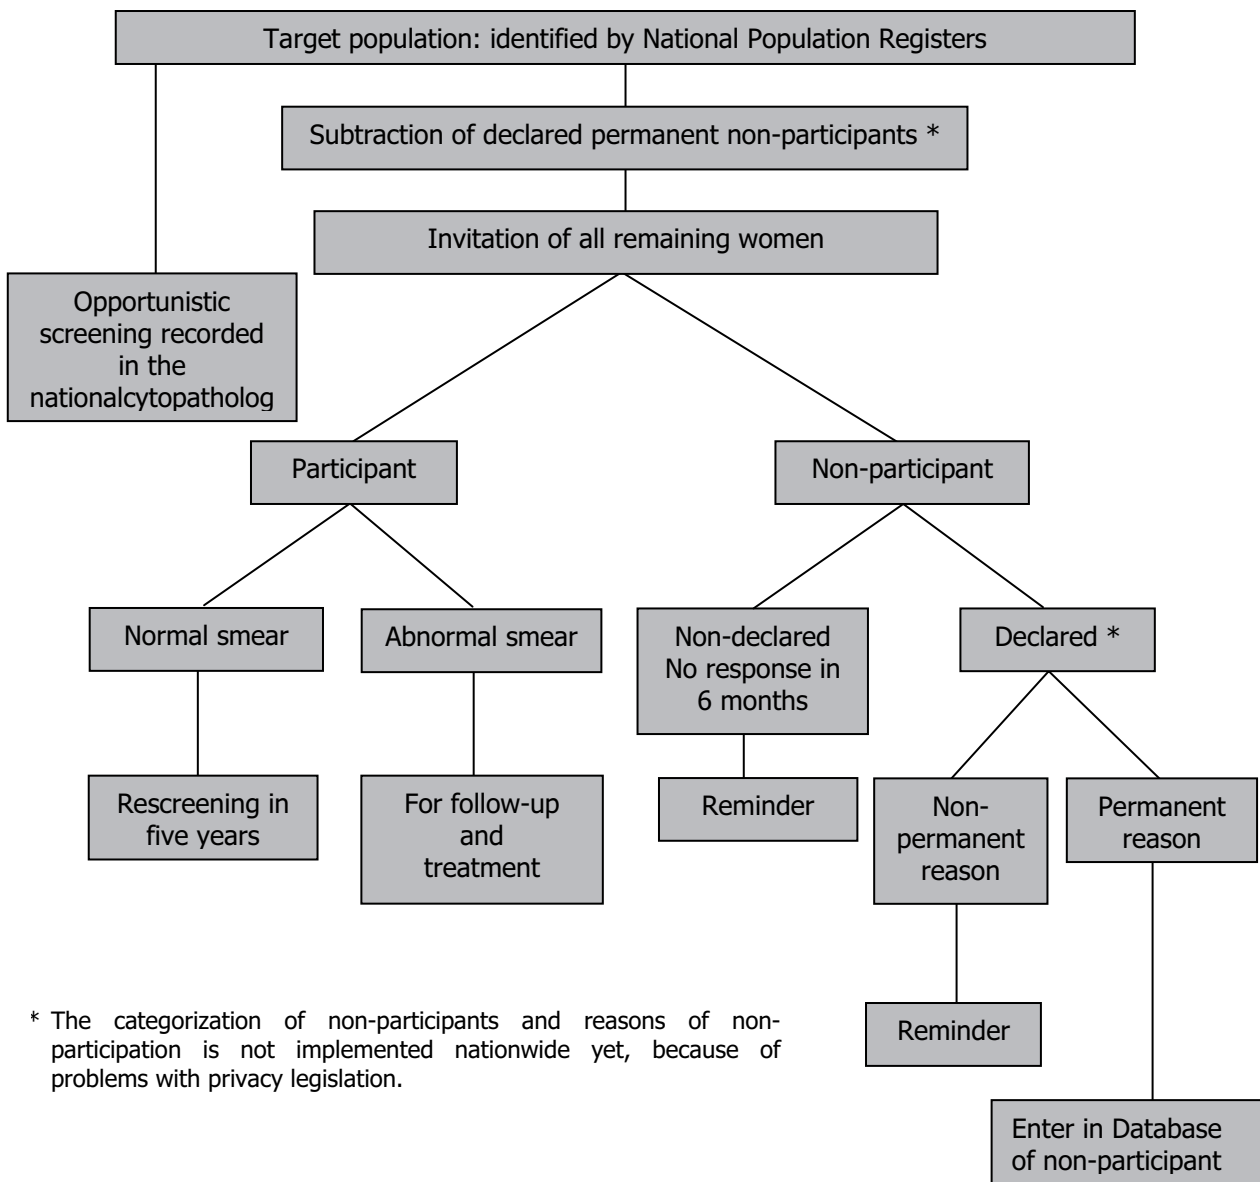 Target population: identified by National Population Registers
Subtraction of declared permanent non-participants *
Invitation of all remaining women
Opportunistic
screening recorded
in the
nationalcytopatholog
Participant
Non-participant
Normal smear
Abnormal smear
Non-declared
No response in
6 months
Declared *
Rescreening in
five years
For follow-up
and
treatment
Reminder
Non-
permanent
reason
Permanent
reason
Reminder
* The categorization of non-participants and reasons of non-
participation is not implemented nationwide yet, because of
problems with privacy legislation.
Enter in Database
of non-participant